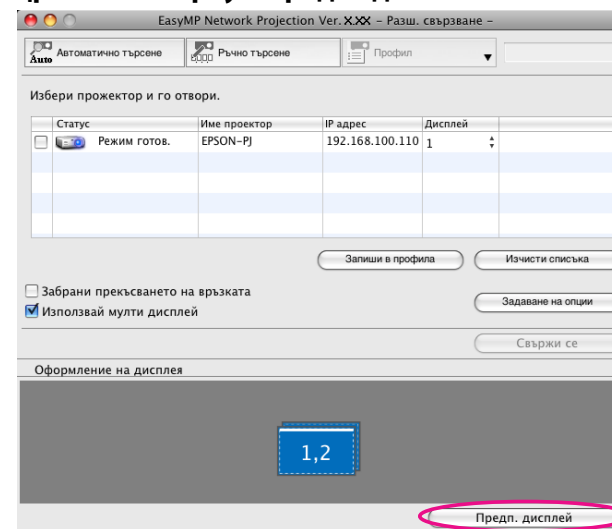 EasyMP Network Projection Ver.X.XX – Разш. свързване –
Auto Автоматично търсене Ръчно търсене Профил
Избери прожектор и го отвори.
Статус Име проектор IP адрес Дисплей
Режим готов. EPSON-PJ 192.168.100.110 1
Запиши в профила Изчисти списъка
Забрани прекъсването на връзката
Използвай мулти дисплей Задаване на опции
Свържи се
Оформление на дисплея
1,2
Предп. дисплей